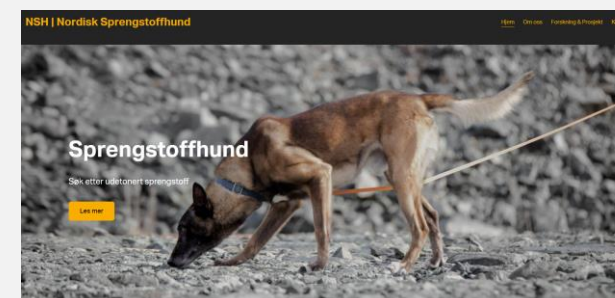 NSH | Nordisk Sprengstoffhund
Hjem Om oss Forskning & Prosjekt
Sprengstoffhund
Søk etter udetonert sprengstoff
Les mer